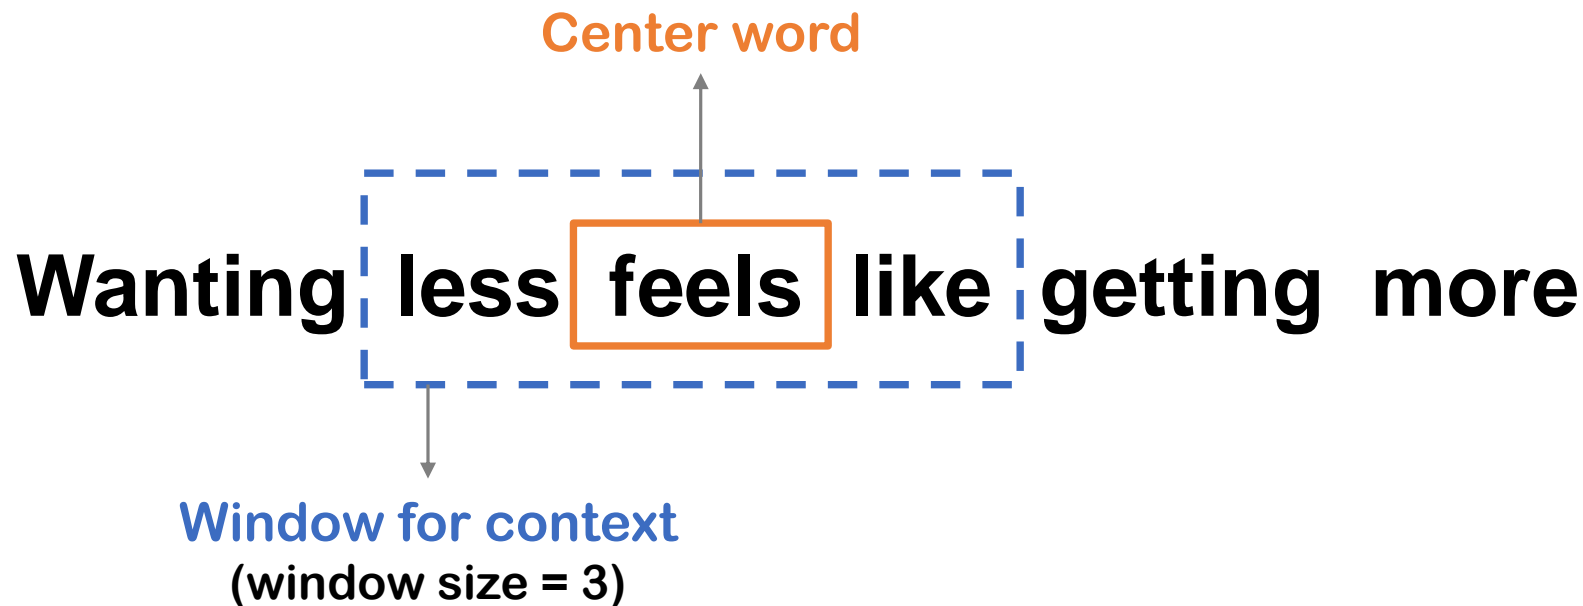 Center word
Wanting less feels like getting more
Window for context
(window size = 3)